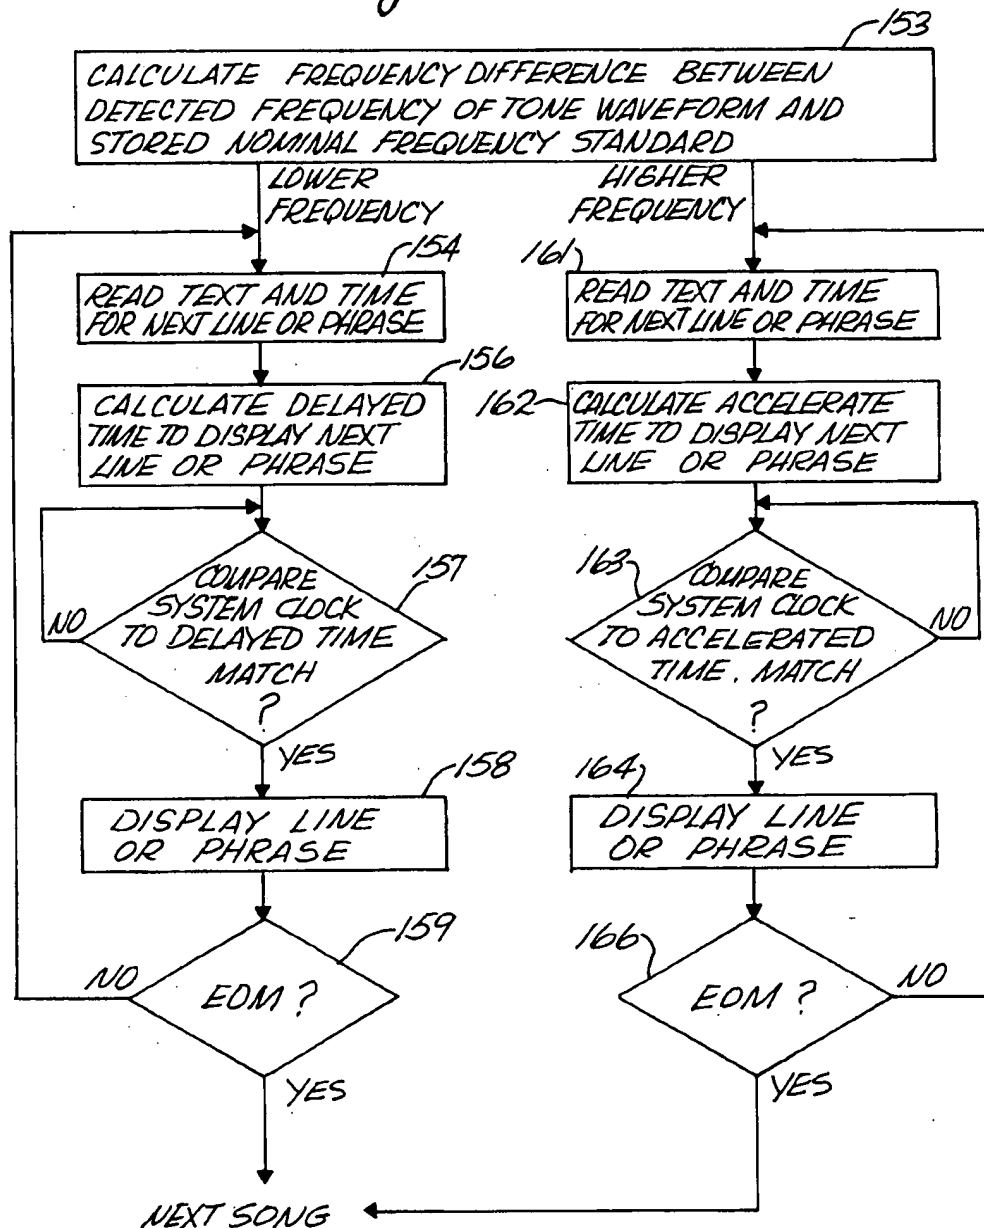 153
CALCULATE FREQUENCY DIFFERENCE BETWEEN
DETECTED FREQUENCY OF TONE WAVEFORM AND
STORED NOMINAL FREQUENCY STANDARD
LOWER
FREQUENCY
HIGHER
FREQUENCY
154
READ TEXT AND TIME
FOR NEXT LINE OR PHRASE
156
CALCULATE DELAYED
TIME TO DISPLAY NEXT
LINE OR PHRASE
157
COMPARE
SYSTEM CLOCK
TO DELAYED TIME
MATCH
?
NO
YES
158
DISPLAY LINE
OR PHRASE
159
EOM ?
NO
YES
161
READ TEXT AND TIME
FOR NEXT LINE OR PHRASE
162
CALCULATE ACCELERATE
TIME TO DISPLAY NEXT
LINE OR PHRASE
163
COMPARE
SYSTEM CLOCK
TO ACCELERATED
TIME. MATCH
?
NO
YES
164
DISPLAY LINE
OR PHRASE
166
EOM ?
NO
YES
NEXT SONG